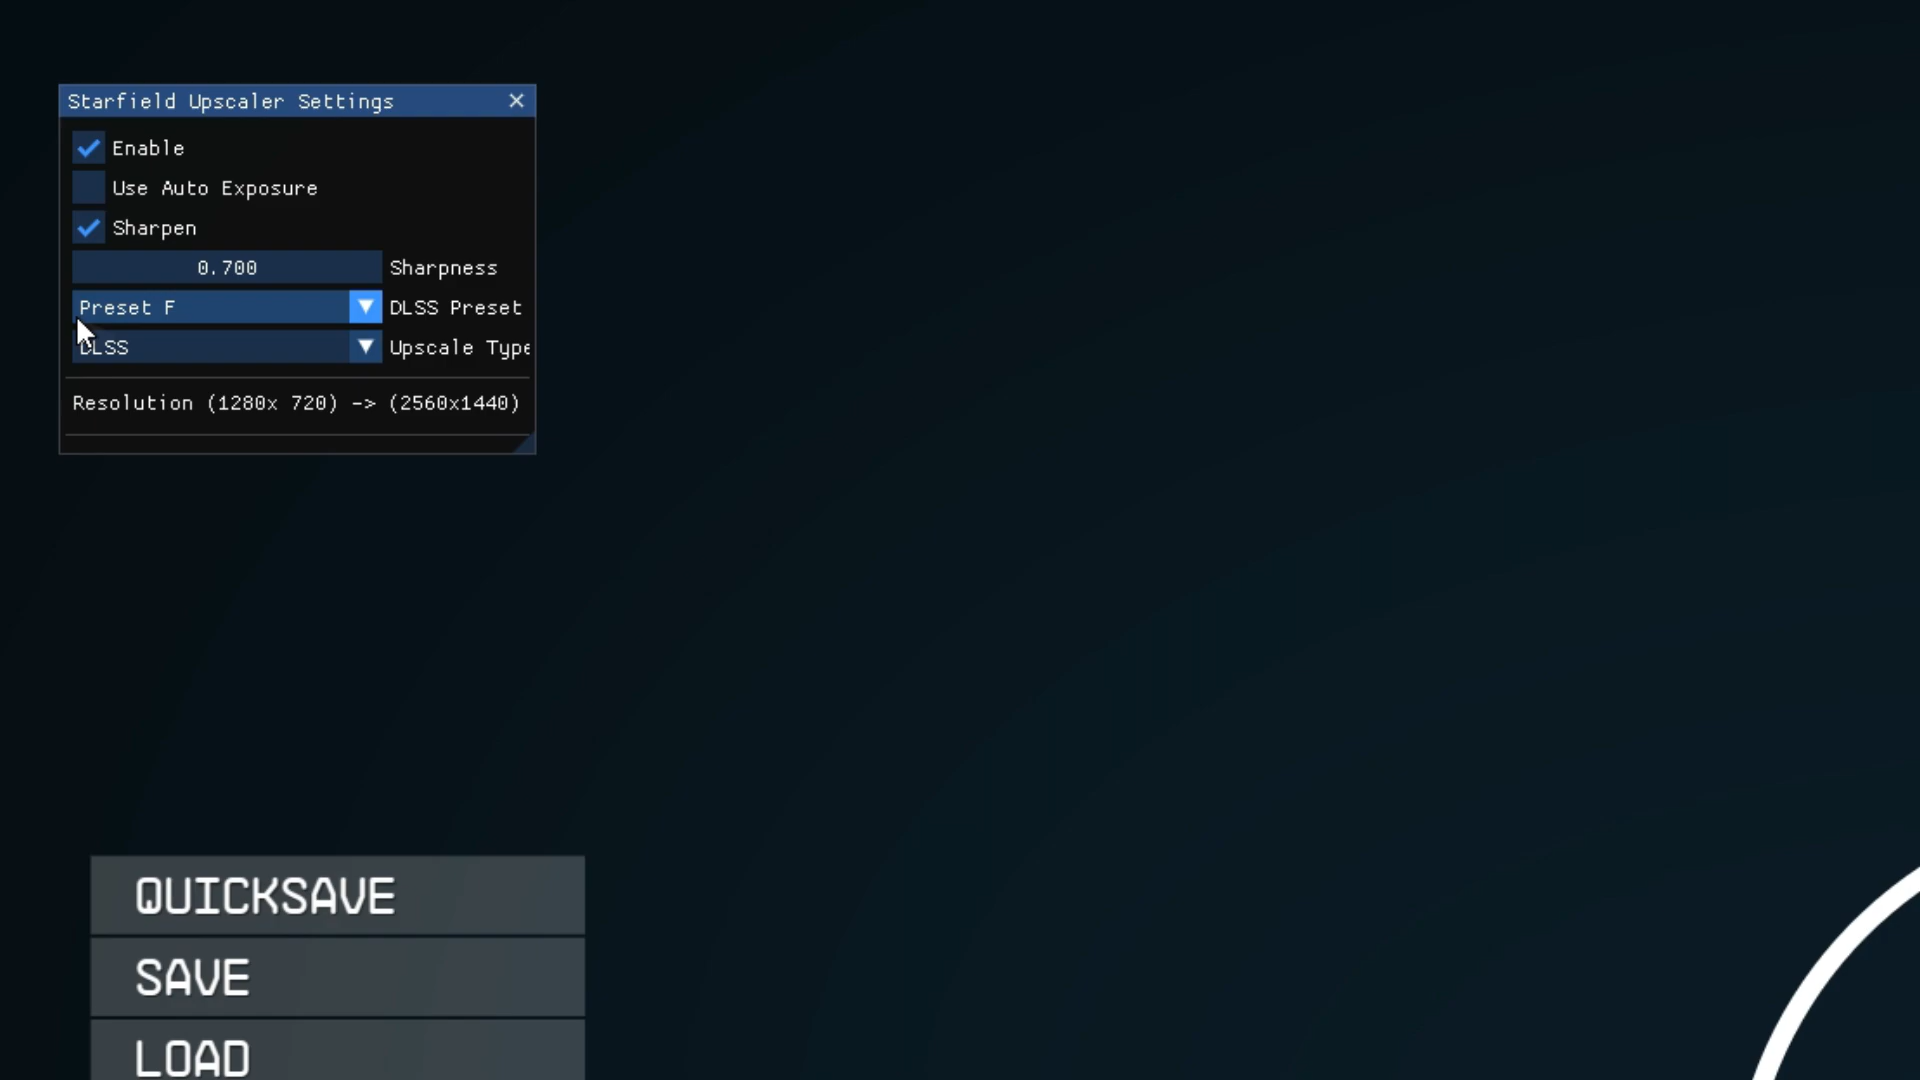 Starfield Upscaler Settings
Enable
Use Auto Exposure
Sharpen
0.700 Sharpness
Preset F DLSS Preset
DLSS Upscale Type
Resolution (1280x 720) -> (2560x1440)
QUICKSAVE
SAVE
LOAD